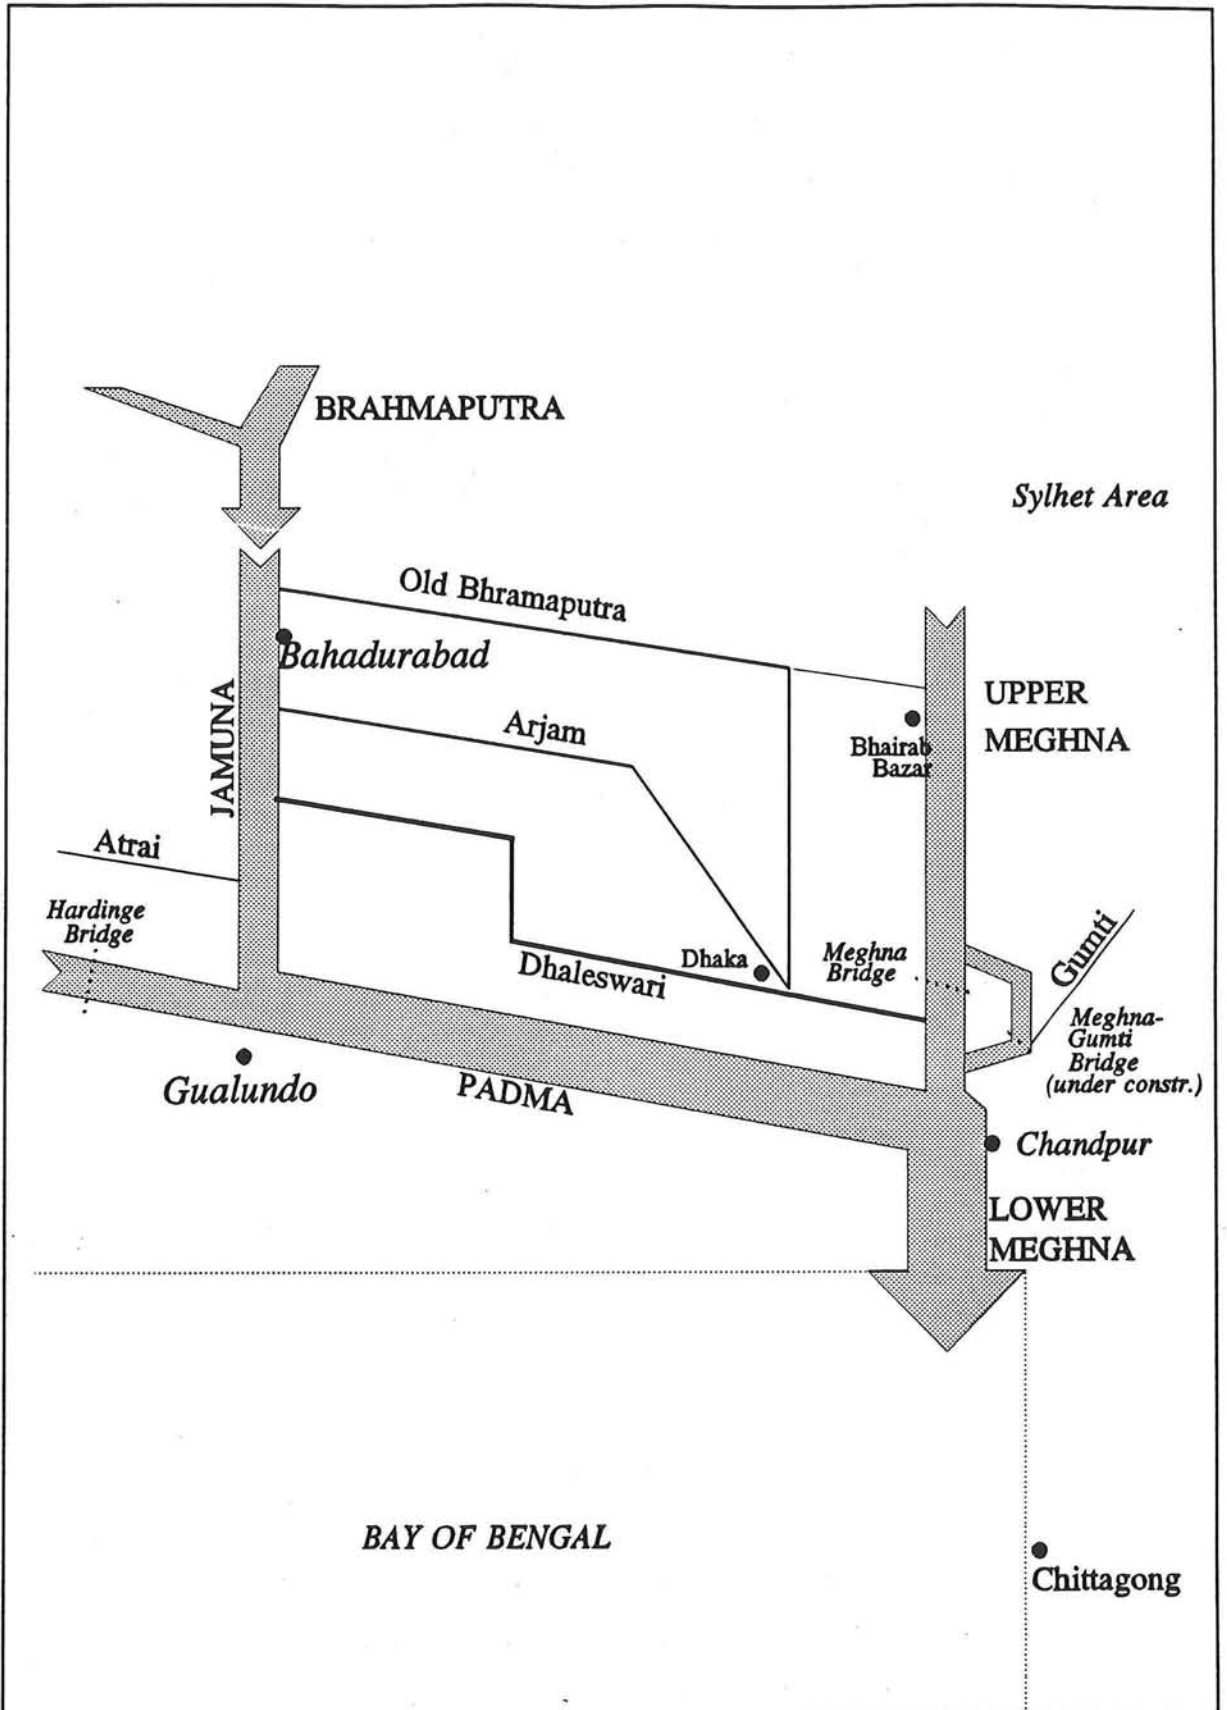 BRAHMAPUTRA
Sylhet Area
Old Bhramaputra
Bahadurabad
JAMUNA
UPPER
MEGHNA
Arjam
Bhairab
Bazar
Atrai
Hardinge
Bridge
Dhaleswari
Dhaka
Meghna
Bridge
Gumti
Meghna-
Gumti
Bridge
(under constr.)
Gualundo
PADMA
Chandpur
LOWER
MEGHNA
BAY OF BENGAL
Chittagong